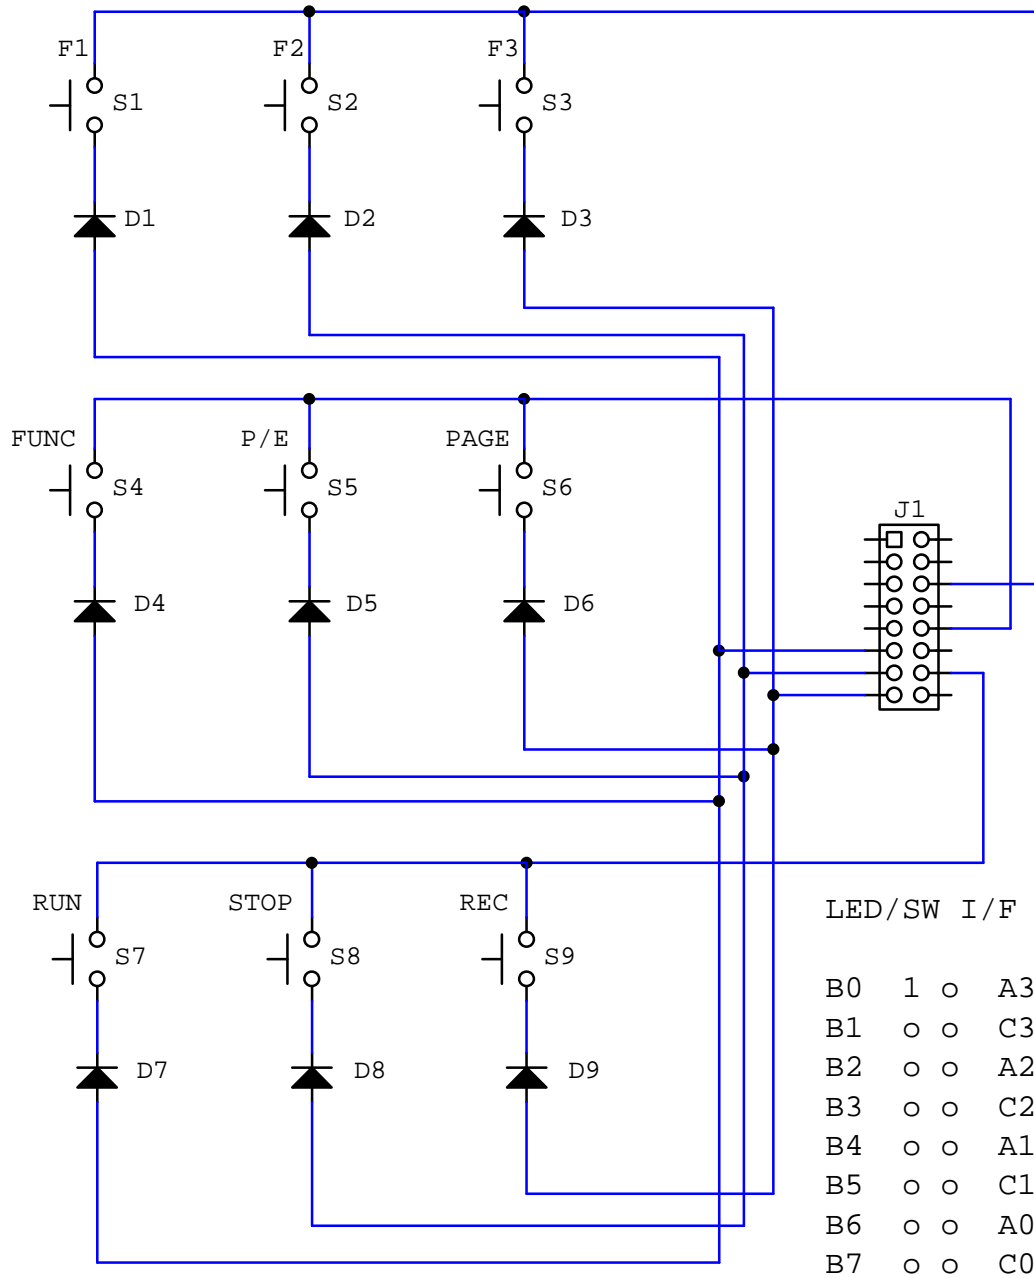 F1 F2 F3
S1 S2 S3
D1 D2 D3
FUNC P/E PAGE
S4 S5 S6
J1
D4 D5 D6
RUN STOP REC
LED/SW I/F
S7 S8 S9
B0 1 o A3
B1 o o C3
D7 D8 D9
B2 o o A2
B3 o o C2
B4 o o A1
B5 o o C1
B6 o o A0
B7 o o C0